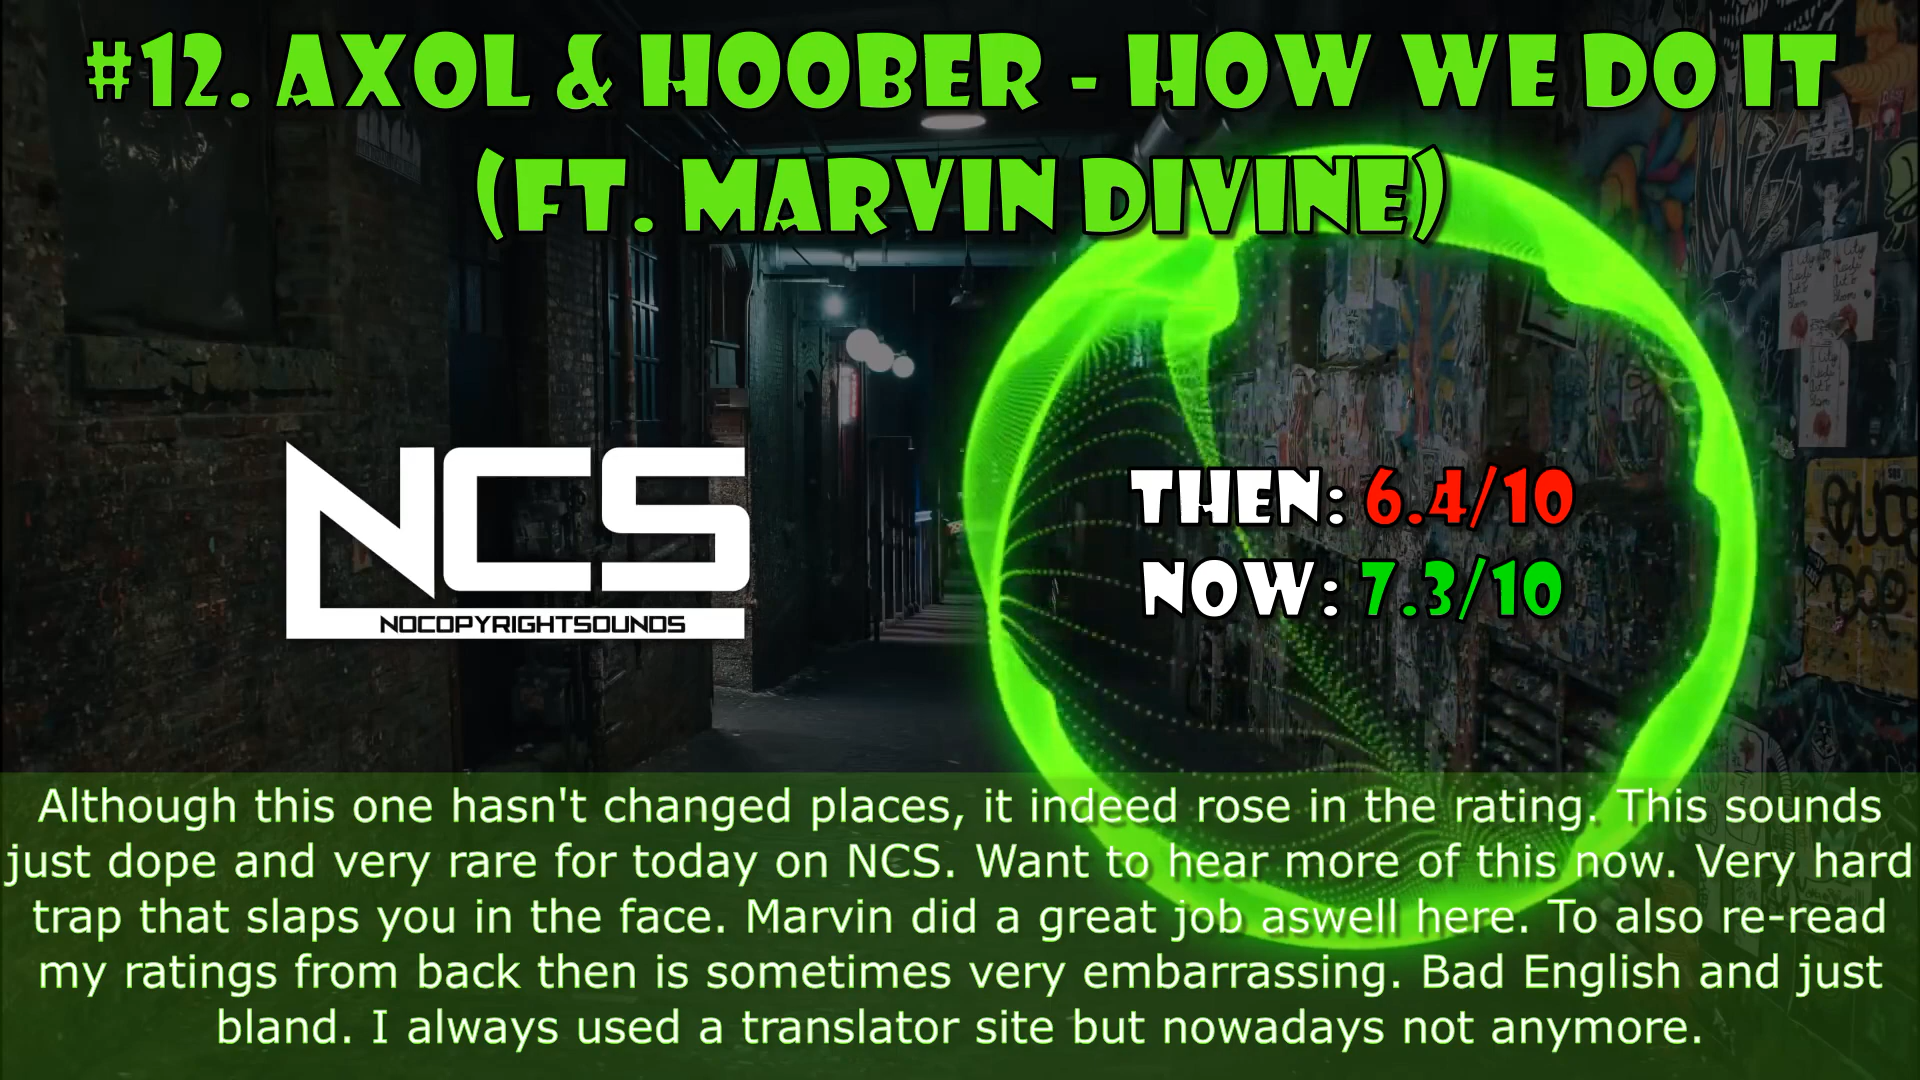 #12. AXOL & HOOBER - HOW WE DO IT
(FT. MARVIN DIVINE)
NCS
NOCOPYRIGHTSOUNDS
THEN: 6.4/10
NOW: 7.3/10
Although this one hasn't changed places, it indeed rose in the rating. This sounds
just dope and very rare for today on NCS. Want to hear more of this now. Very hard
trap that slaps you in the face. Marvin did a great job aswell here. To also re-read
my ratings from back then is sometimes very embarrassing. Bad English and just
bland. I always used a translator site but nowadays not anymore.